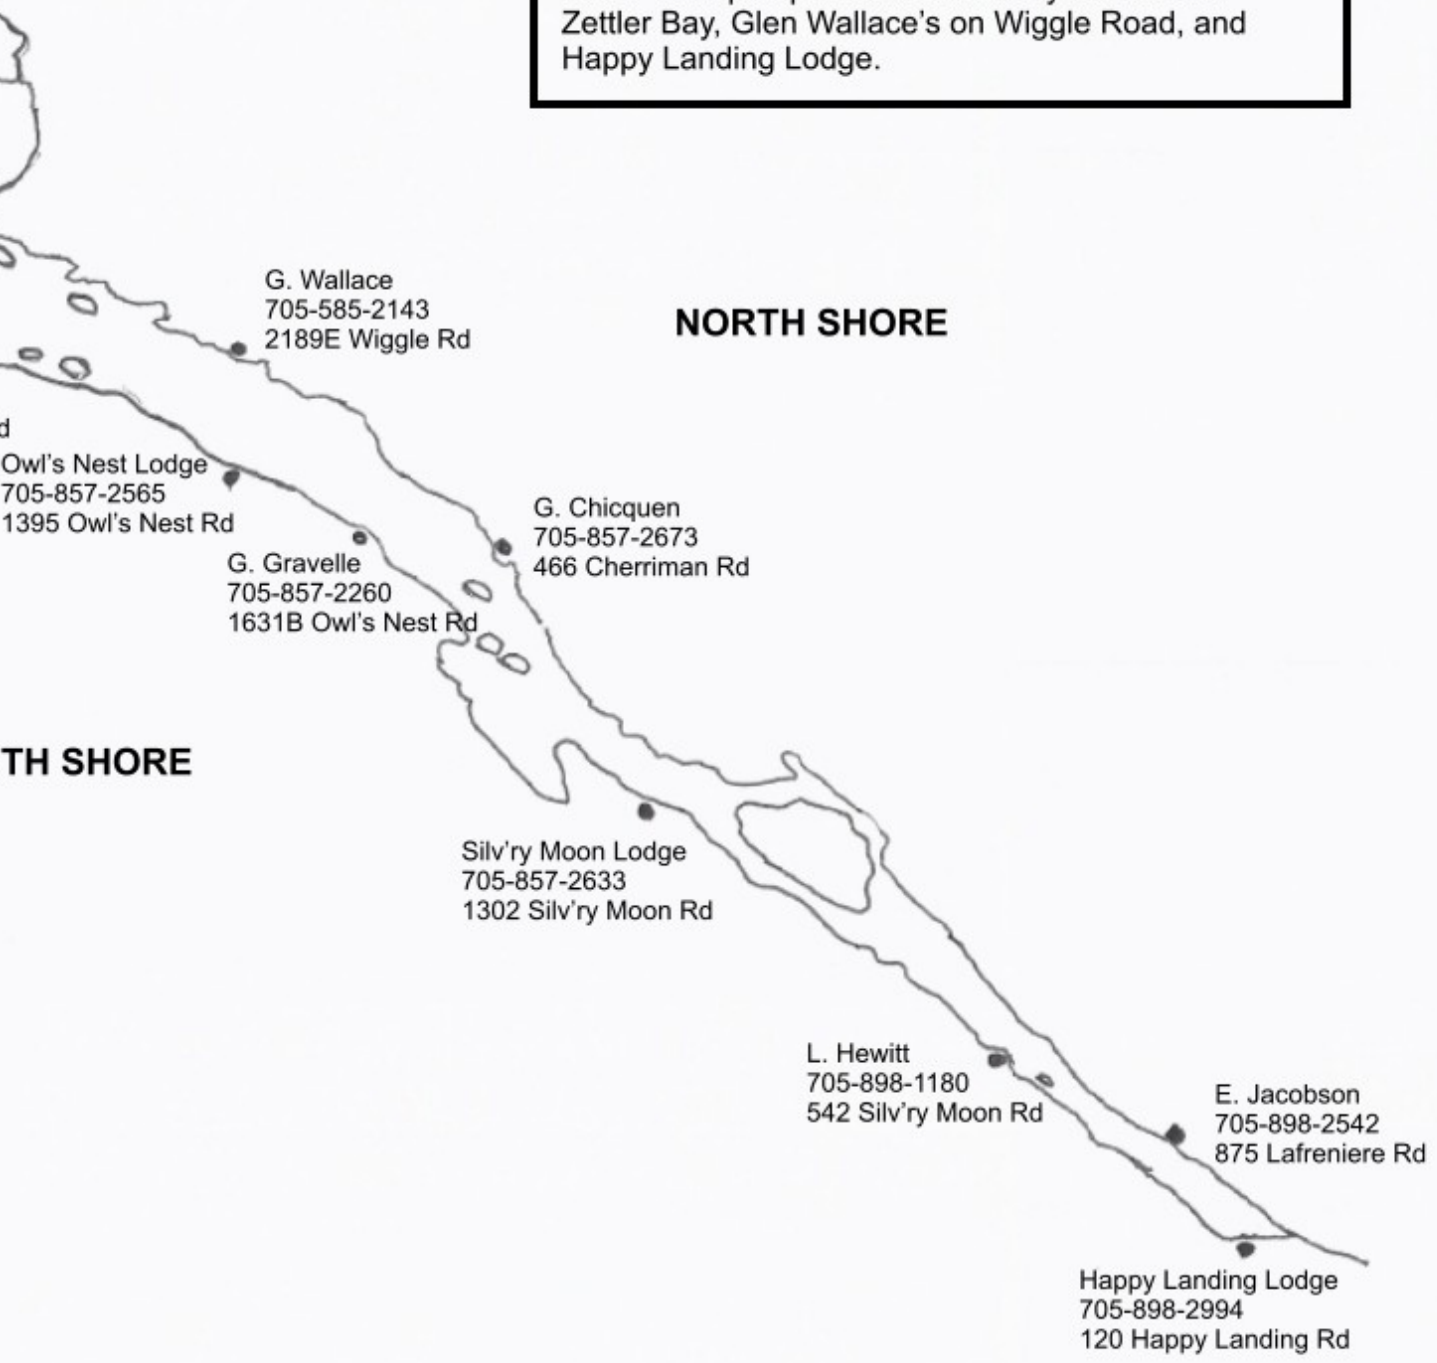 Zettler Bay, Glen Wallace's on Wiggle Road, and
Happy Landing Lodge.
G. Wallace
705-585-2143
2189E Wiggle Rd
NORTH SHORE
d
Owl's Nest Lodge
705-857-2565
1395 Owl's Nest Rd
G. Chicquen
705-857-2673
466 Cherriman Rd
G. Gravelle
705-857-2260
1631B Owl's Nest Rd
TH SHORE
Silv'ry Moon Lodge
705-857-2633
1302 Silv'ry Moon Rd
L. Hewitt
705-898-1180
542 Silv'ry Moon Rd
E. Jacobson
705-898-2542
875 Lafreniere Rd
Happy Landing Lodge
705-898-2994
120 Happy Landing Rd